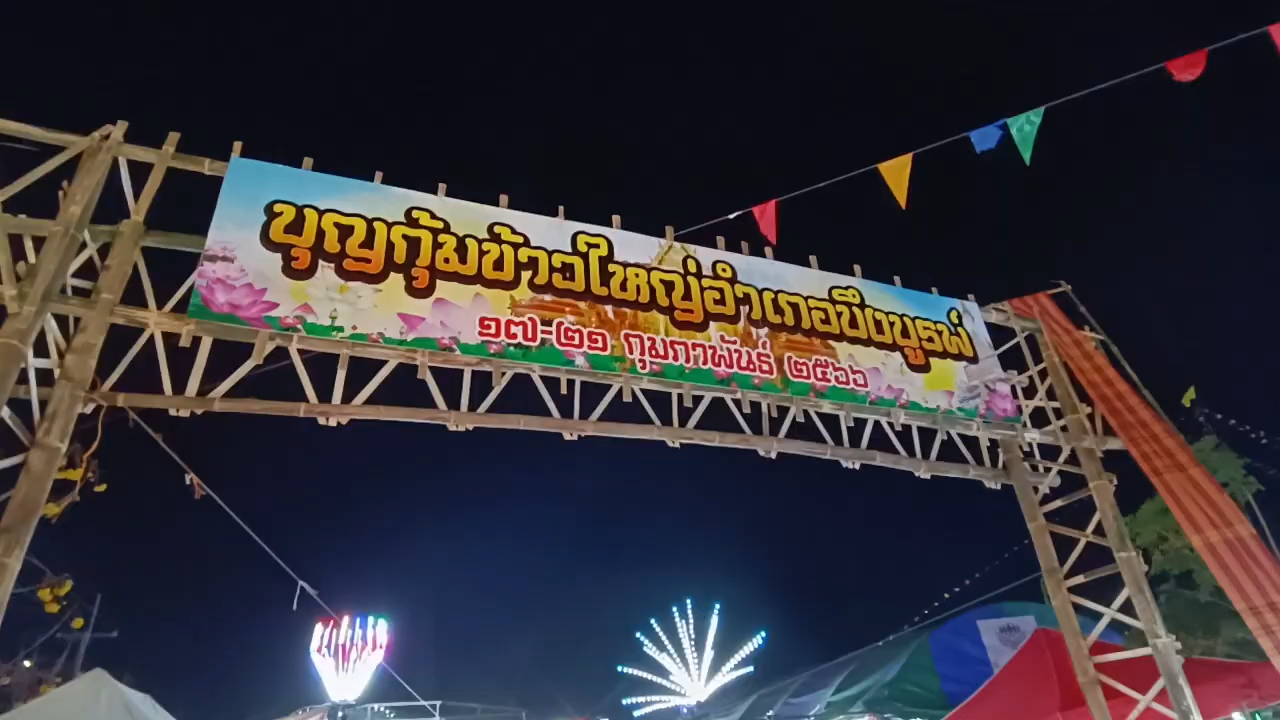 บุญกุ้มข้าวใหญ่อำเภอบึงบูรพ์
๑๗-๒๑ กุมภาพันธ์ ๒๕๖๖